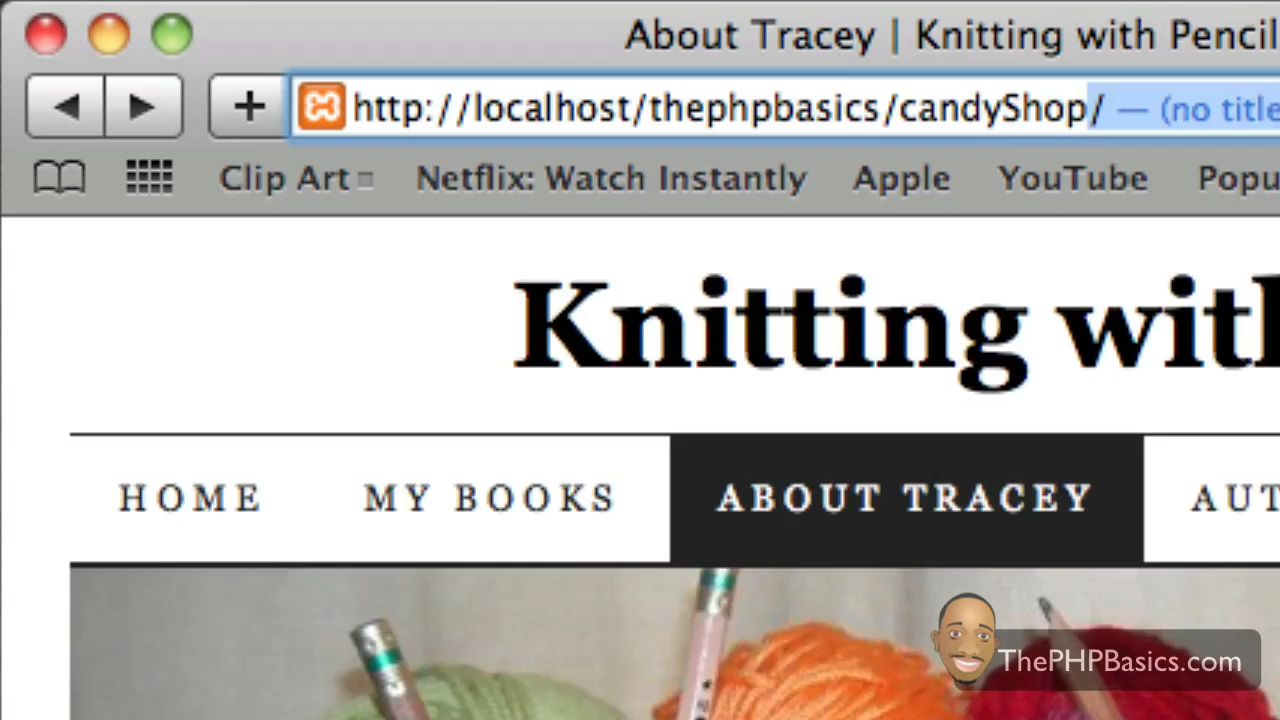 About Tracey | Knitting with Pencil
http://localhost/thephpbasics/candyShop/ — (no title
Clip Art Netflix: Watch Instantly Apple YouTube Popu
Knitting with
HOME MY BOOKS ABOUT TRACEY AUT
ThePHPBasics.com